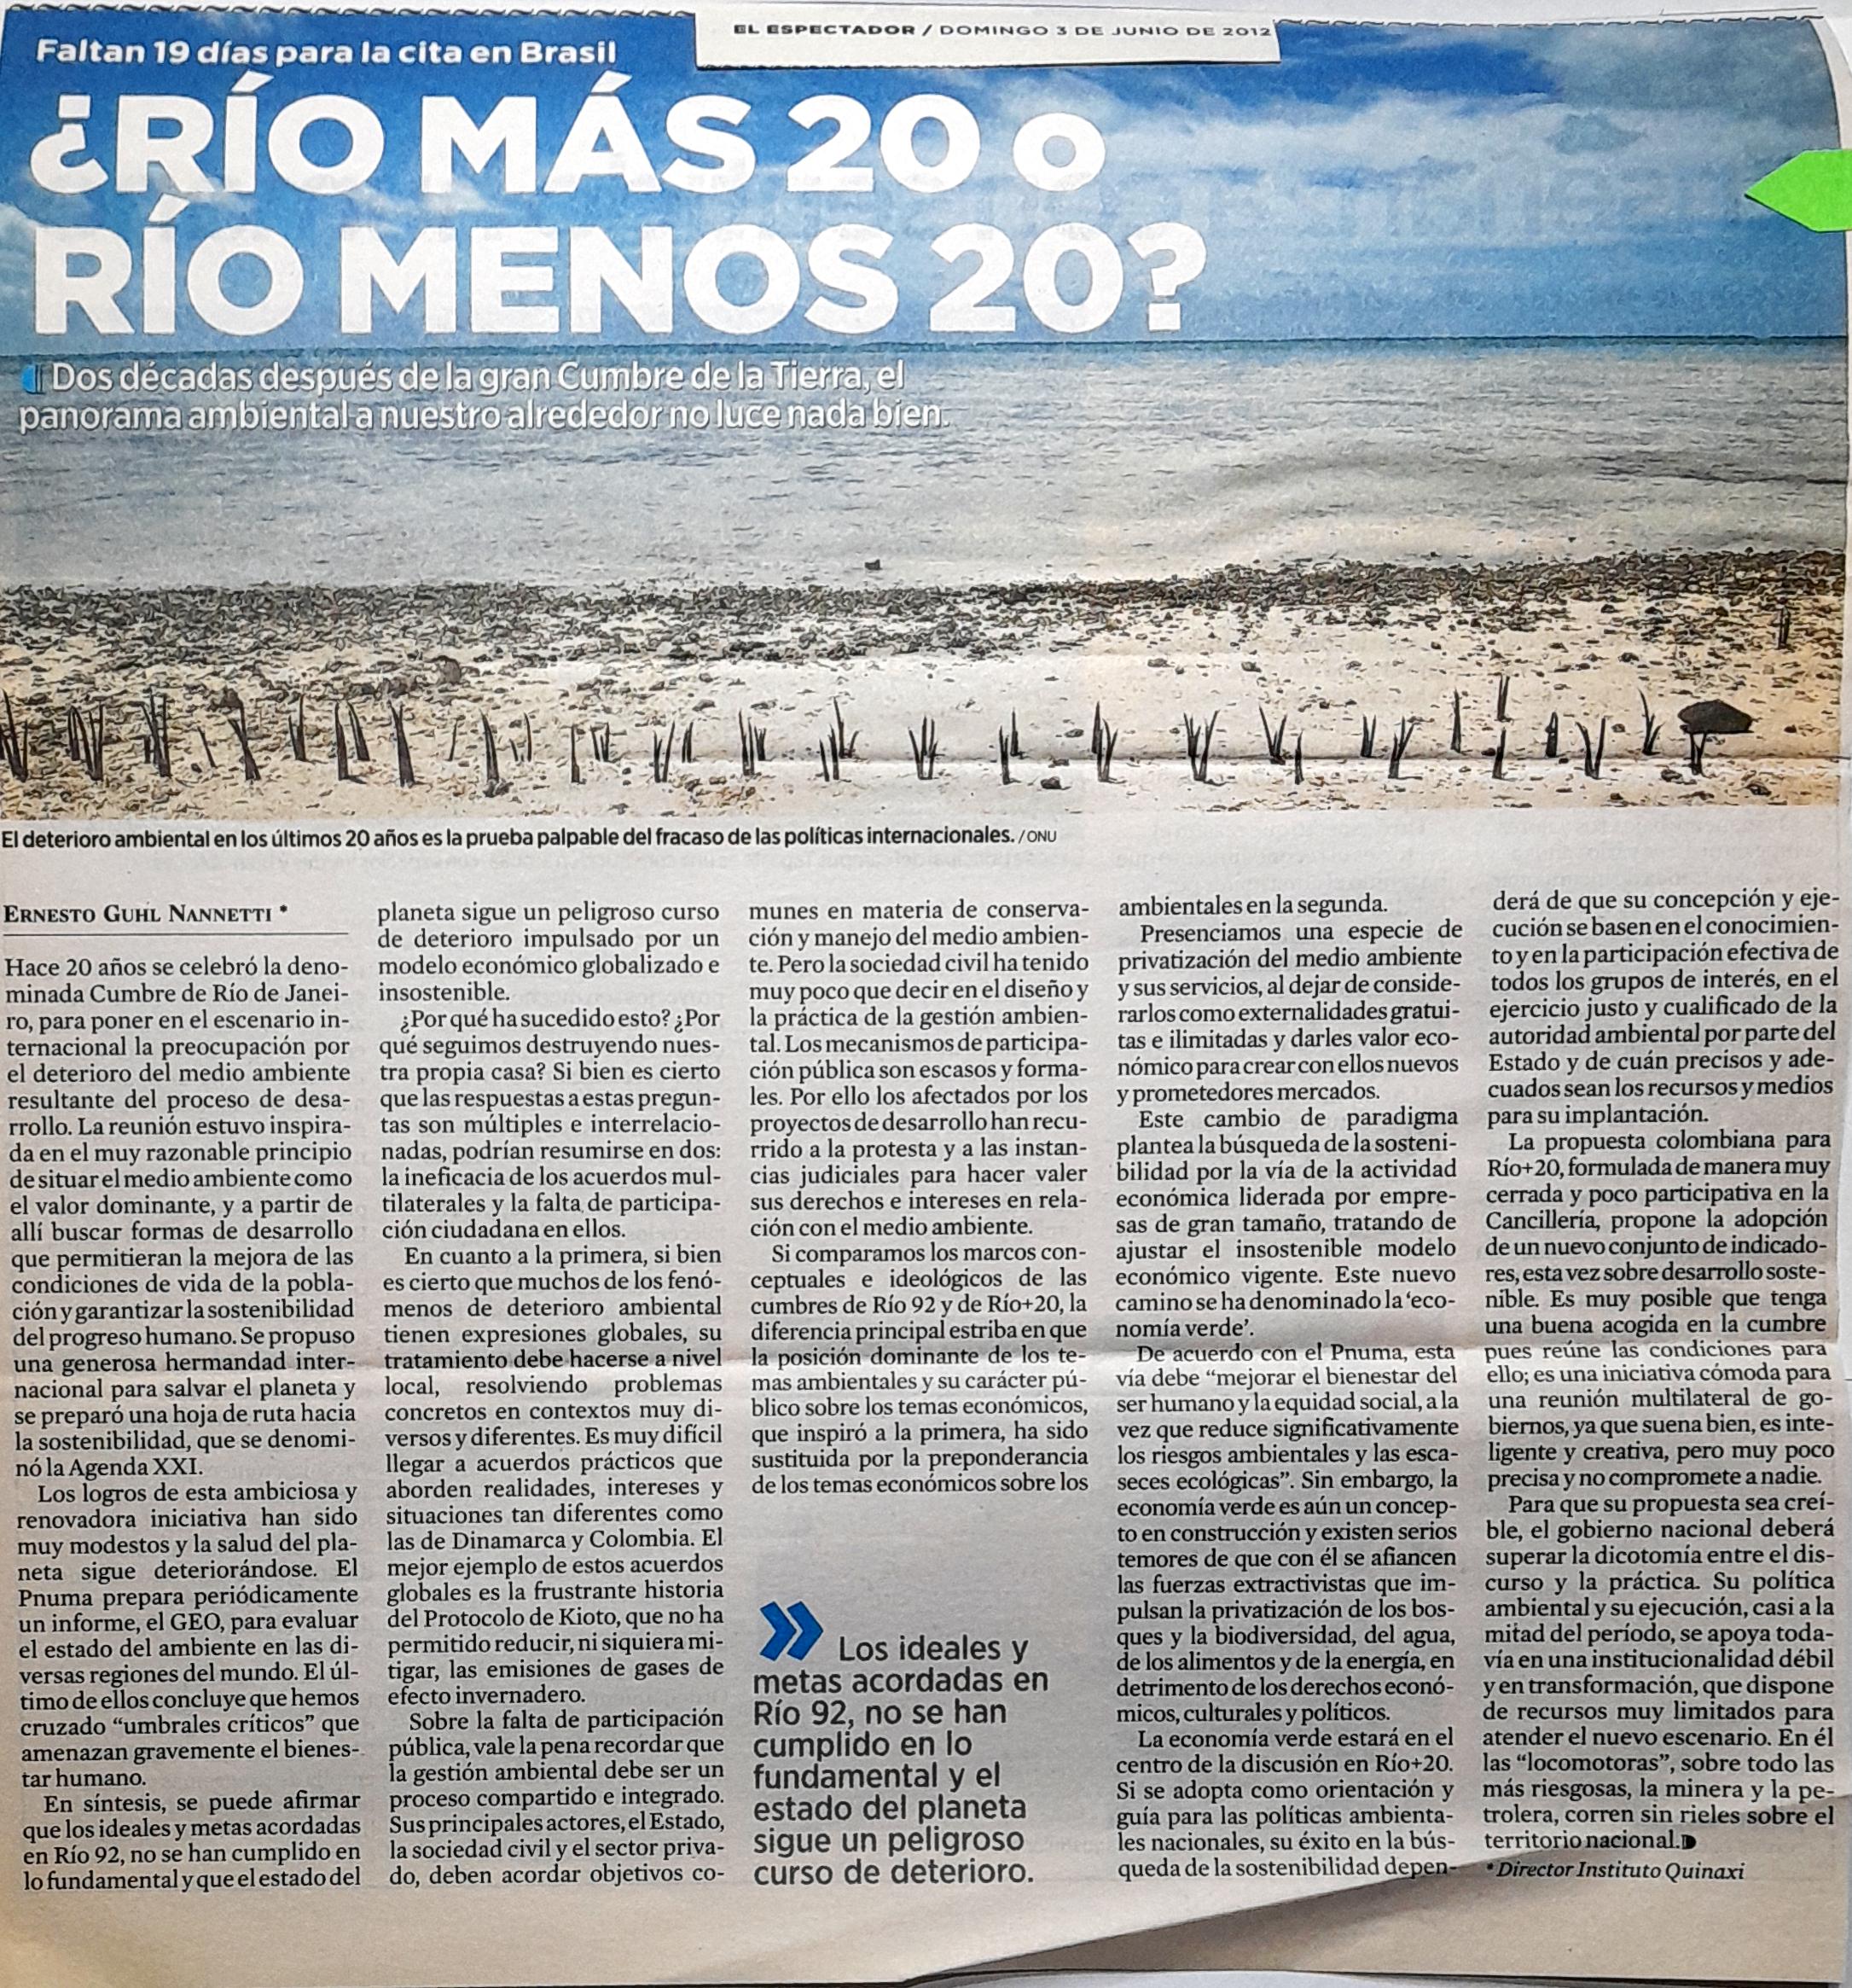 EL ESPECTADOR / DOMINGO 3 DE JUNIO DE 2012
Faltan 19 días para la cita en Brasil
¿RÍO MÁS 20 o
RÍO MENOS 20?
Dos décadas después de la gran Cumbre de la Tierra, el
panorama ambiental a nuestro alrededor no luce nada bien.
El deterioro ambiental en los últimos 20 años es la prueba palpable del fracaso de las políticas internacionales. / ONU
ERNESTO GUHL NANNETTI *
Hace 20 años se celebró la deno-
minada Cumbre de Río de Janei-
ro, para poner en el escenario in-
ternacional la preocupación por
el deterioro del medio ambiente
resultante del proceso de desa-
rrollo. La reunión estuvo inspira-
da en el muy razonable principio
de situar el medio ambiente como
el valor dominante, y a partir de
allí buscar formas de desarrollo
que permitieran la mejora de las
condiciones de vida de la pobla-
ción y garantizar la sostenibilidad
del progreso humano. Se propuso
una generosa hermandad inter-
nacional para salvar el planeta y
se preparó una hoja de ruta hacia
la sostenibilidad, que se denomi-
nó la Agenda XXI.
Los logros de esta ambiciosa y
renovadora iniciativa han sido
muy modestos y la salud del pla-
neta sigue deteriorándose. El
Pnuma prepara periódicamente
un informe, el GEO, para evaluar
el estado del ambiente en las di-
versas regiones del mundo. El úl-
timo de ellos concluye que hemos
cruzado “umbrales críticos” que
amenazan gravemente el bienes-
tar humano.
En síntesis, se puede afirmar
que los ideales y metas acordadas
en Río 92, no se han cumplido en
lo fundamental y que el estado del
planeta sigue un peligroso curso
de deterioro impulsado por un
modelo económico globalizado e
insostenible.
¿Por qué ha sucedido esto? ¿Por
qué seguimos destruyendo nues-
tra propia casa? Si bien es cierto
que las respuestas a estas pregun-
tas son múltiples e interrelacio-
nadas, podrían resumirse en dos:
la ineficacia de los acuerdos mul-
tilaterales y la falta de participa-
ción ciudadana en ellos.
En cuanto a la primera, si bien
es cierto que muchos de los fenó-
menos de deterioro ambiental
tienen expresiones globales, su
tratamiento debe hacerse a nivel
local, resolviendo problemas
concretos en contextos muy di-
versos y diferentes. Es muy difícil
llegar a acuerdos prácticos que
aborden realidades, intereses y
situaciones tan diferentes como
las de Dinamarca y Colombia. El
mejor ejemplo de estos acuerdos
globales es la frustrante historia
del Protocolo de Kioto, que no ha
permitido reducir, ni siquiera mi-
tigar, las emisiones de gases de
efecto invernadero.
Sobre la falta de participación
pública, vale la pena recordar que
la gestión ambiental debe ser un
proceso compartido e integrado.
Sus principales actores, el Estado,
la sociedad civil y el sector priva-
do, deben acordar objetivos co-
munes en materia de conserva-
ción y manejo del medio ambien-
te. Pero la sociedad civil ha tenido
muy poco que decir en el diseño y
la práctica de la gestión ambien-
tal. Los mecanismos de participa-
ción pública son escasos y forma-
les. Por ello los afectados por los
proyectos de desarrollo han recu-
rrido a la protesta y a las instan-
cias judiciales para hacer valer
sus derechos e intereses en rela-
ción con el medio ambiente.
Si comparamos los marcos con-
ceptuales e ideológicos de las
cumbres de Río 92 y de Río+20, la
diferencia principal estriba en que
la posición dominante de los te-
mas ambientales y su carácter pú-
blico sobre los temas económicos,
que inspiró a la primera, ha sido
sustituida por la preponderancia
de los temas económicos sobre los
» Los ideales y
metas acordadas en
Río 92, no se han
cumplido en lo
fundamental y el
estado del planeta
sigue un peligroso
curso de deterioro.
ambientales en la segunda.
Presenciamos una especie de
privatización del medio ambiente
y sus servicios, al dejar de conside-
rarlos como externalidades gratui-
tas e ilimitadas y darles valor eco-
nómico para crear con ellos nuevos
y prometedores mercados.
Este cambio de paradigma
plantea la búsqueda de la sosteni-
bilidad por la vía de la actividad
económica liderada por empre-
sas de gran tamaño, tratando de
ajustar el insostenible modelo
económico vigente. Este nuevo
camino se ha denominado la ‘eco-
nomía verde’.
De acuerdo con el Pnuma, esta
vía debe “mejorar el bienestar del
ser humano y la equidad social, a la
vez que reduce significativamente
los riesgos ambientales y las esca-
seces ecológicas”. Sin embargo, la
economía verde es aún un concep-
to en construcción y existen serios
temores de que con él se afiancen
las fuerzas extractivistas que im-
pulsan la privatización de los bos-
ques y la biodiversidad, del agua,
de los alimentos y de la energía, en
detrimento de los derechos econó-
micos, culturales y políticos.
La economía verde estará en el
centro de la discusión en Río+20.
Si se adopta como orientación y
guía para las políticas ambienta-
les nacionales, su éxito en la bús-
queda de la sostenibilidad depen-
derá de que su concepción y eje-
cución se basen en el conocimien-
to y en la participación efectiva de
todos los grupos de interés, en el
ejercicio justo y cualificado de la
autoridad ambiental por parte del
Estado y de cuán precisos y ade-
cuados sean los recursos y medios
para su implantación.
La propuesta colombiana para
Río+20, formulada de manera muy
cerrada y poco participativa en la
Cancillería, propone la adopción
de un nuevo conjunto de indicado-
res, esta vez sobre desarrollo soste-
nible. Es muy posible que tenga
una buena acogida en la cumbre
pues reúne las condiciones para
ello; es una iniciativa cómoda para
una reunión multilateral de go-
biernos, ya que suena bien, es inte-
ligente y creativa, pero muy poco
precisa y no compromete a nadie.
Para que su propuesta sea creí-
ble, el gobierno nacional deberá
superar la dicotomía entre el dis-
curso y la práctica. Su política
ambiental y su ejecución, casi a la
mitad del período, se apoya toda-
vía en una institucionalidad débil
y en transformación, que dispone
de recursos muy limitados para
atender el nuevo escenario. En él
las “locomotoras”, sobre todo las
más riesgosas, la minera y la pe-
trolera, corren sin rieles sobre el
territorio nacional.
* Director Instituto Quinaxi